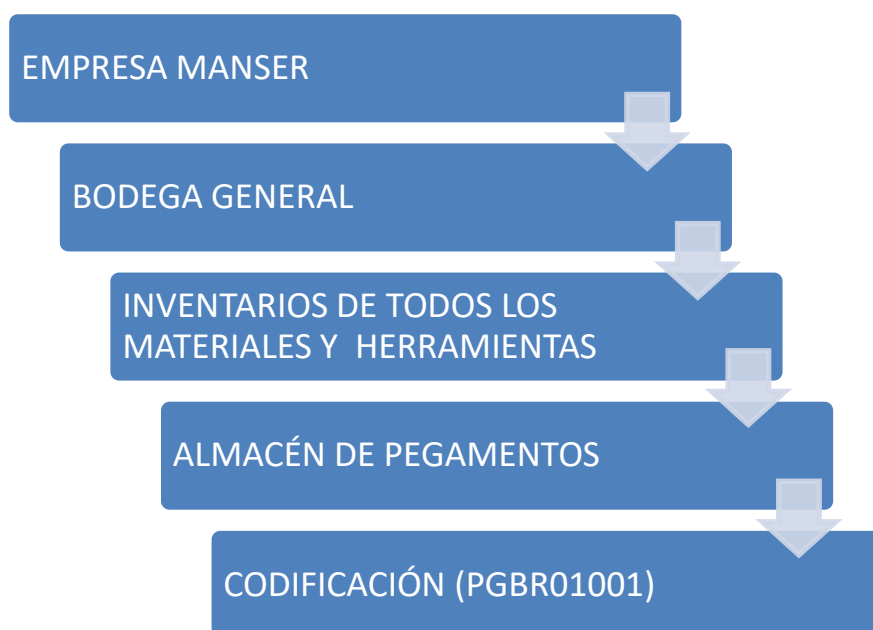 EMPRESA MANSER
BODEGA GENERAL
INVENTARIOS DE TODOS LOS
MATERIALES Y HERRAMIENTAS
ALMACÉN DE PEGAMENTOS
CODIFICACIÓN (PGBR01001)